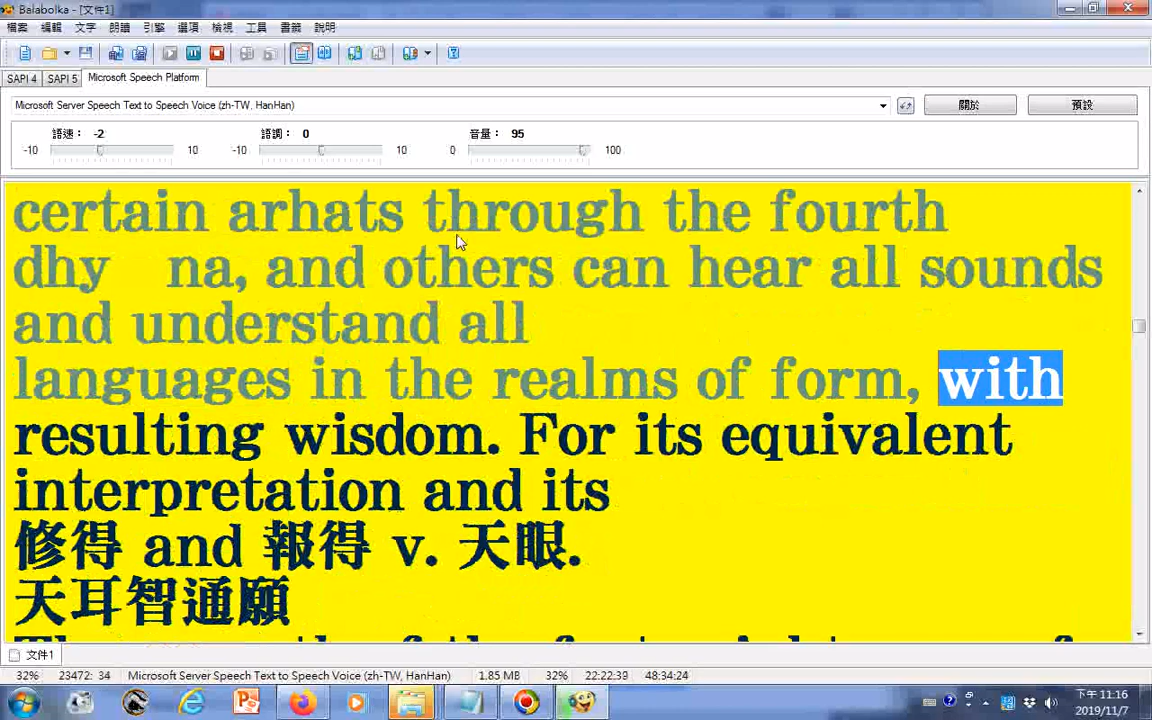 Balabolka - [文件1]
檔案 編輯 文字 朗讀 引擎 選項 檢視 工具 書籤 說明
SAPI 4 SAPI 5 Microsoft Speech Platform
Microsoft Server Speech Text to Speech Voice (zh-TW, HanHan) 關於 預設
語速： -2 語調： 0 音量： 95
-10 10 -10 10 0 100
certain arhats through the fourth
dhy na, and others can hear all sounds
and understand all
languages in the realms of form, with
resulting wisdom. For its equivalent
interpretation and its
修得 and 報得 v. 天眼.
天耳智通願
文件1
32% 23472: 34 Microsoft Server Speech Text to Speech Voice (zh-TW, HanHan) 1.85 MB 32% 22:22:39 48:34:24
下午 11:16
2019/11/7